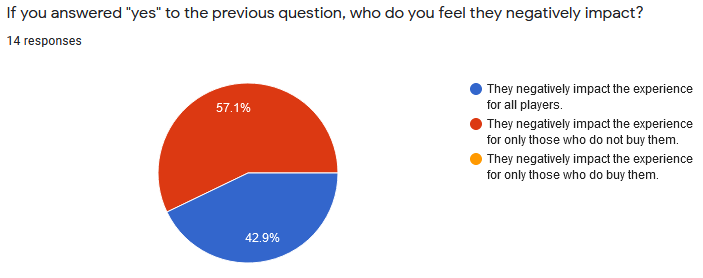 If you answered "yes" to the previous question, who do you feel they negatively impact?
14 responses
57.1%
42.9%
They negatively impact the experience
for all players.
They negatively impact the experience
for only those who do not buy them.
They negatively impact the experience
for only those who do buy them.